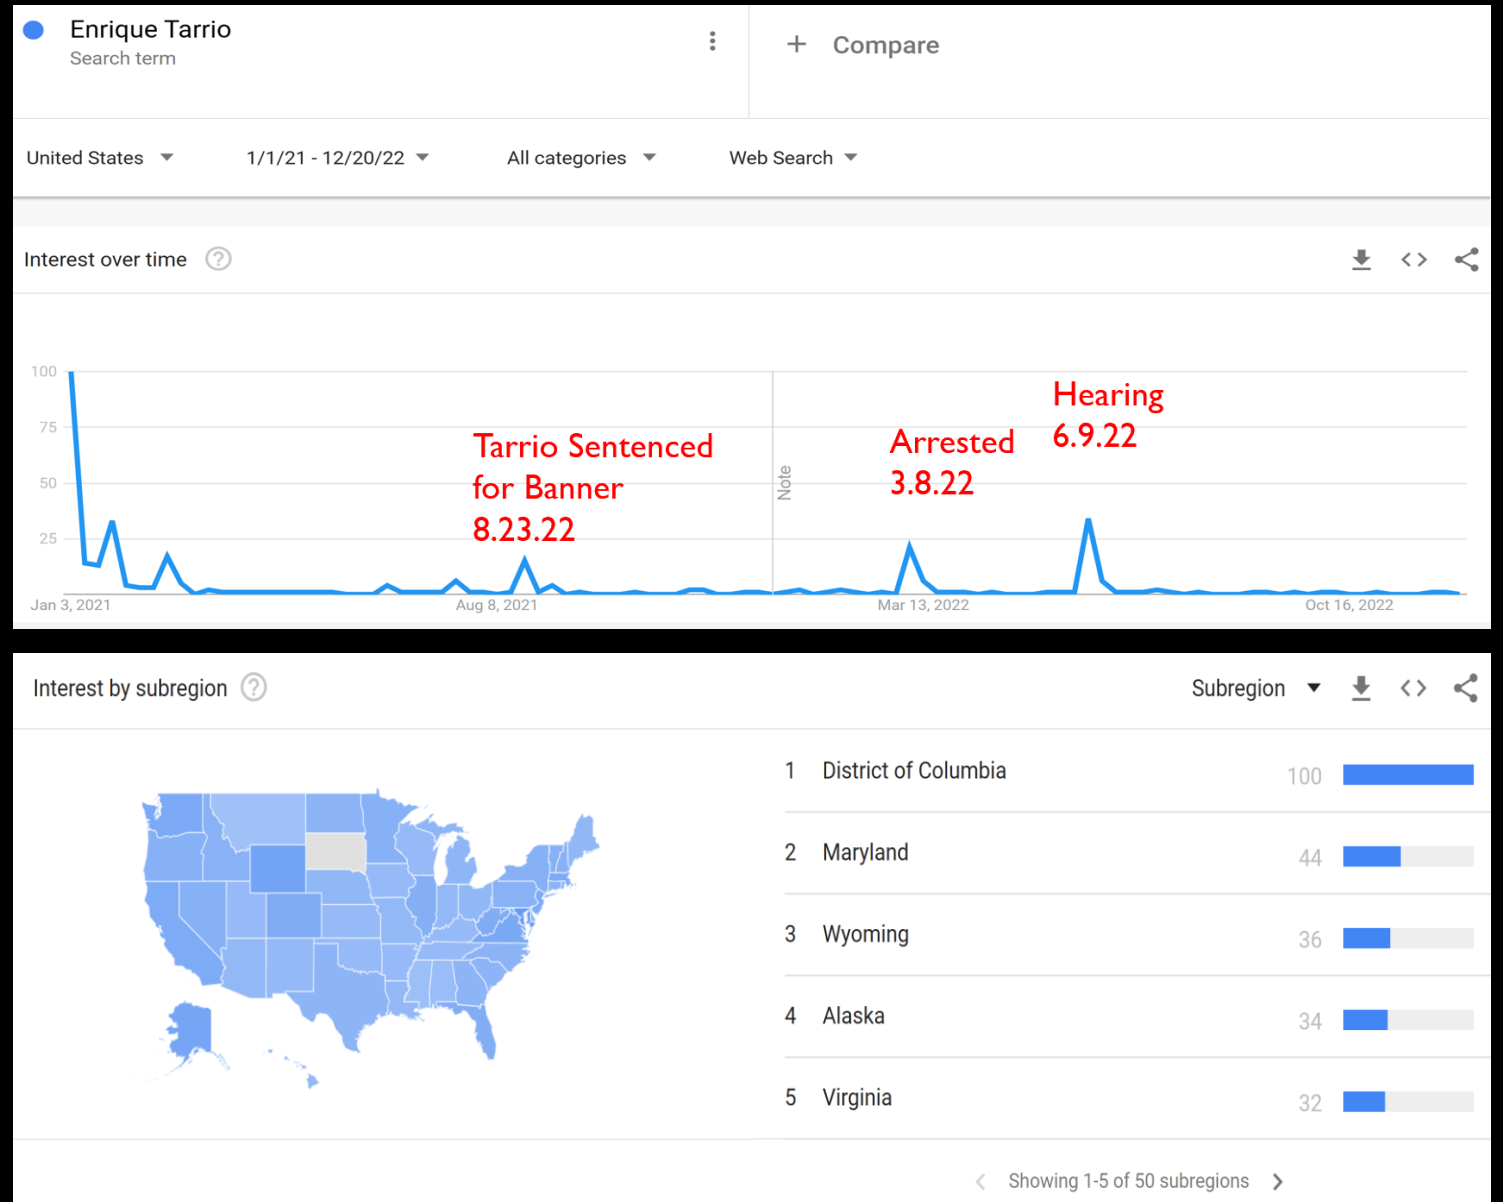 Enrique Tarrio
Search term
+ Compare
United States
1/1/21 - 12/20/22
All categories
Web Search
Interest over time ?
100
75
50
25
Tarrio Sentenced
for Banner
8.23.22
Note
Arrested
3.8.22
Hearing
6.9.22
Jan 3, 2021
Aug 8, 2021
Mar 13, 2022
Oct 16, 2022
Interest by subregion ?
Subregion
1 District of Columbia 100
2 Maryland 44
3 Wyoming 36
4 Alaska 34
5 Virginia 32
Showing 1-5 of 50 subregions